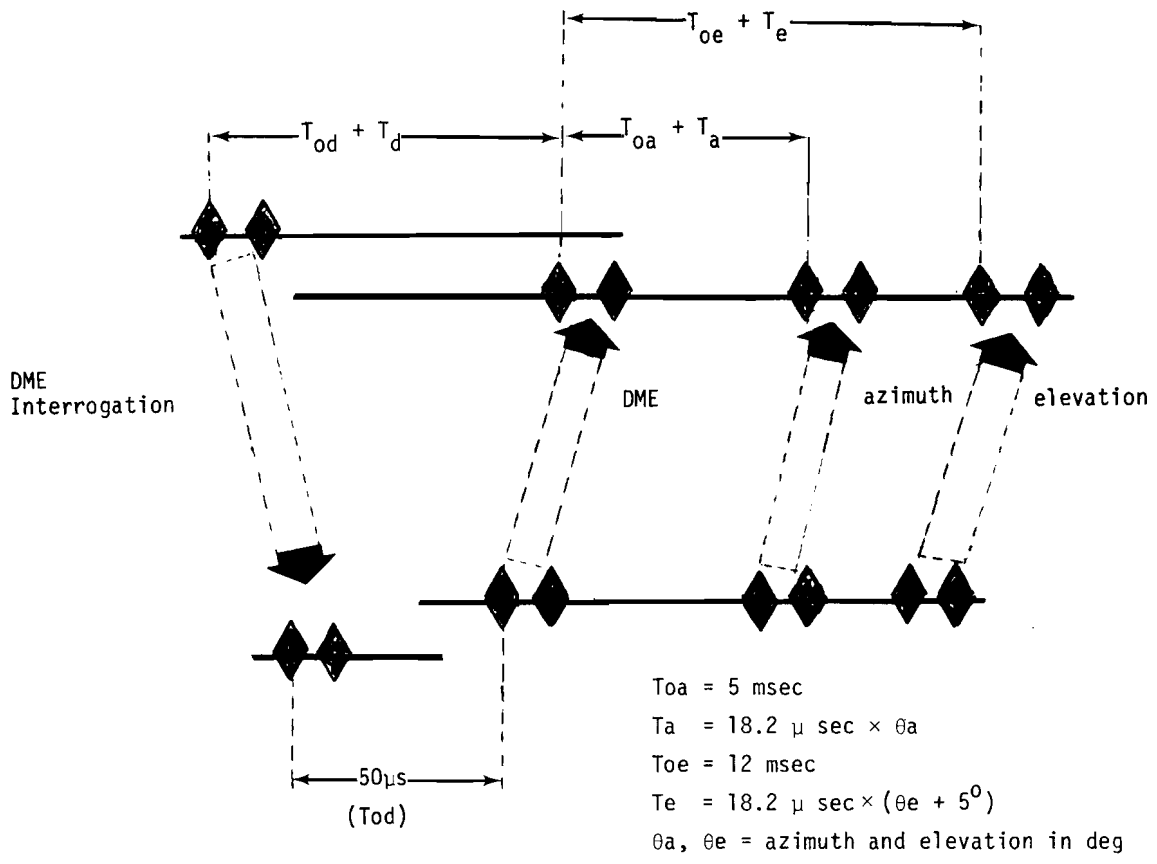 T_oe + T_e
T_od + T_d
T_oa + T_a
DME
Interrogation
DME
azimuth
elevation
50μs
(Tod)
Toa = 5 msec
Ta = 18.2 μ sec × θa
Toe = 12 msec
Te = 18.2 μ sec × (θe + 5⁰)
θa, θe = azimuth and elevation in deg